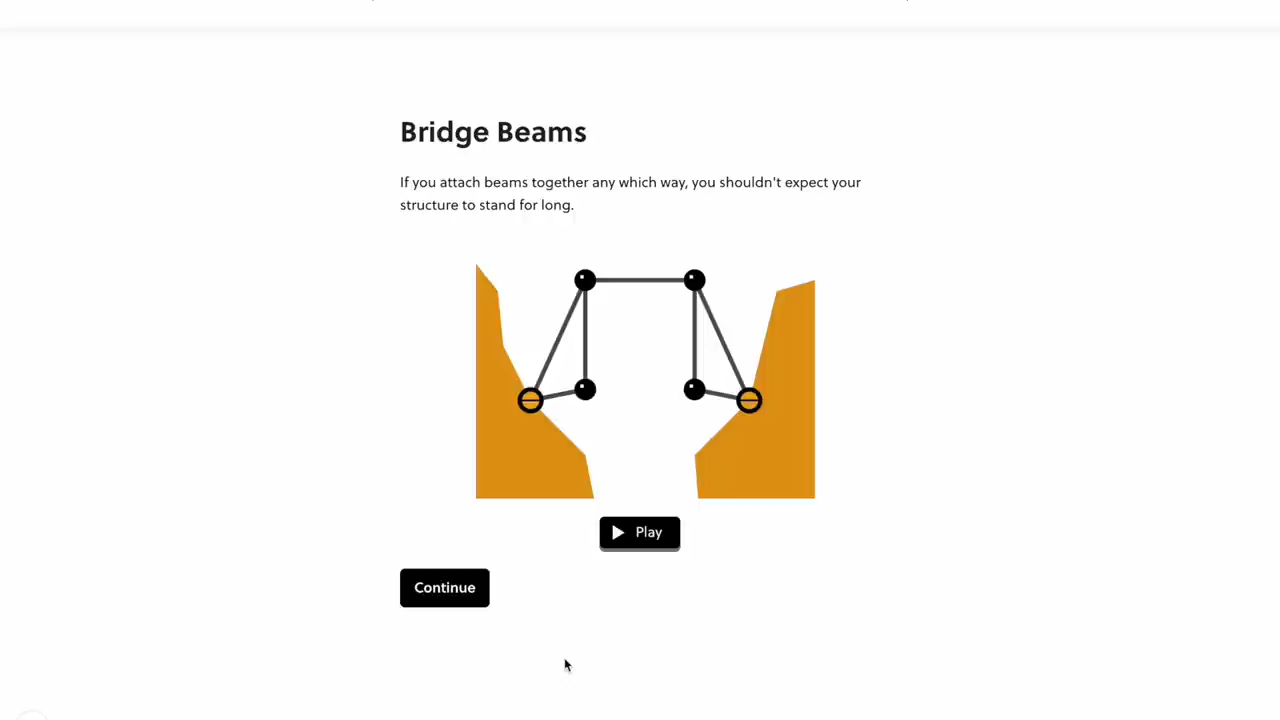 Bridge Beams
If you attach beams together any which way, you shouldn't expect your
structure to stand for long.
Play
Continue